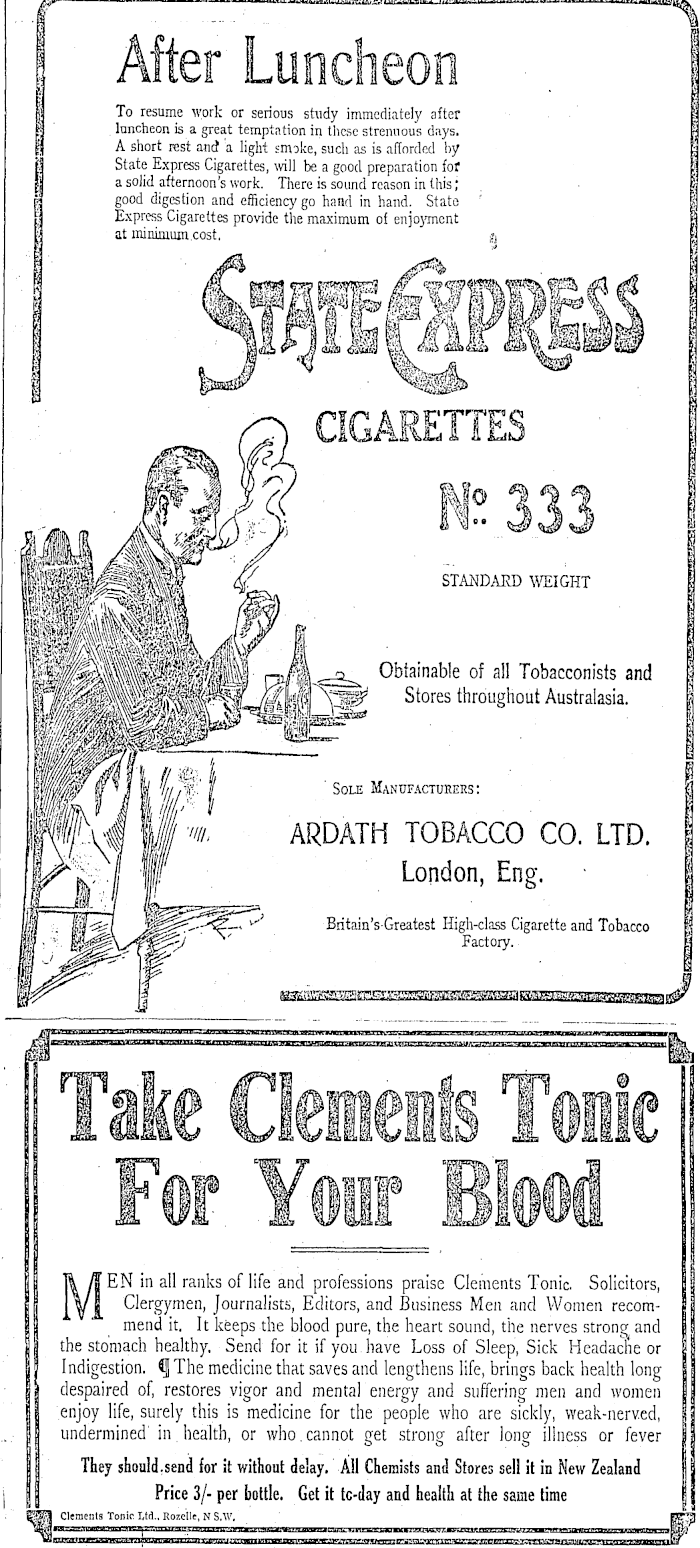 After Luncheon
To resume work or serious study immediately after
luncheon is a great temptation in these strenuous days.
A short rest and a light smoke, such as is afforded by
State Express Cigarettes, will be a good preparation for
a solid afternoon's work. There is sound reason in this;
good digestion and efficiency go hand in hand. State
Express Cigarettes provide the maximum of enjoyment
at minimum cost.
STATE EXPRESS
CIGARETTES
No. 333
STANDARD WEIGHT
Obtainable of all Tobacconists and
Stores throughout Australasia.
SOLE MANUFACTURERS:
ARDATH TOBACCO CO. LTD.
London, Eng.
Britain's Greatest High-class Cigarette and Tobacco
Factory.
Take Clements Tonic
For Your Blood
MEN in all ranks of life and professions praise Clements Tonic. Solicitors,
Clergymen, Journalists, Editors, and Business Men and Women recom-
mend it. It keeps the blood pure, the heart sound, the nerves strong and
the stomach healthy. Send for it if you have Loss of Sleep, Sick Headache or
Indigestion. ¶ The medicine that saves and lengthens life, brings back health long
despaired of, restores vigor and mental energy and suffering men and women
enjoy life, surely this is medicine for the people who are sickly, weak-nerved,
undermined in health, or who cannot get strong after long illness or fever
They should send for it without delay. All Chemists and Stores sell it in New Zealand
Price 3/- per bottle. Get it to-day and health at the same time
Clements Tonic Ltd., Rozelle, N S.W.